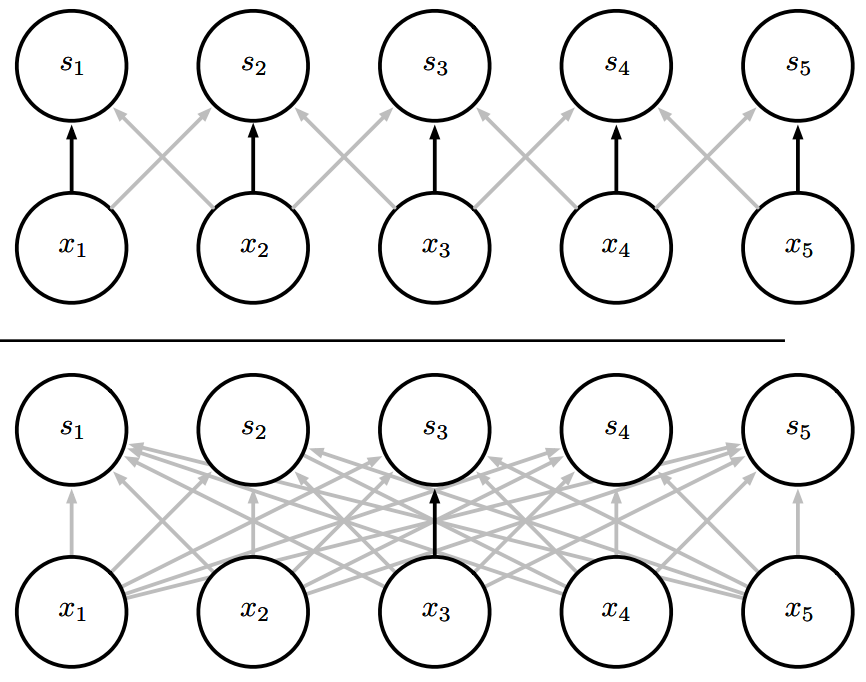 s₁ s₂ s₃ s₄ s₅
x₁ x₂ x₃ x₄ x₅
s₁ s₂ s₃ s₄ s₅
x₁ x₂ x₃ x₄ x₅